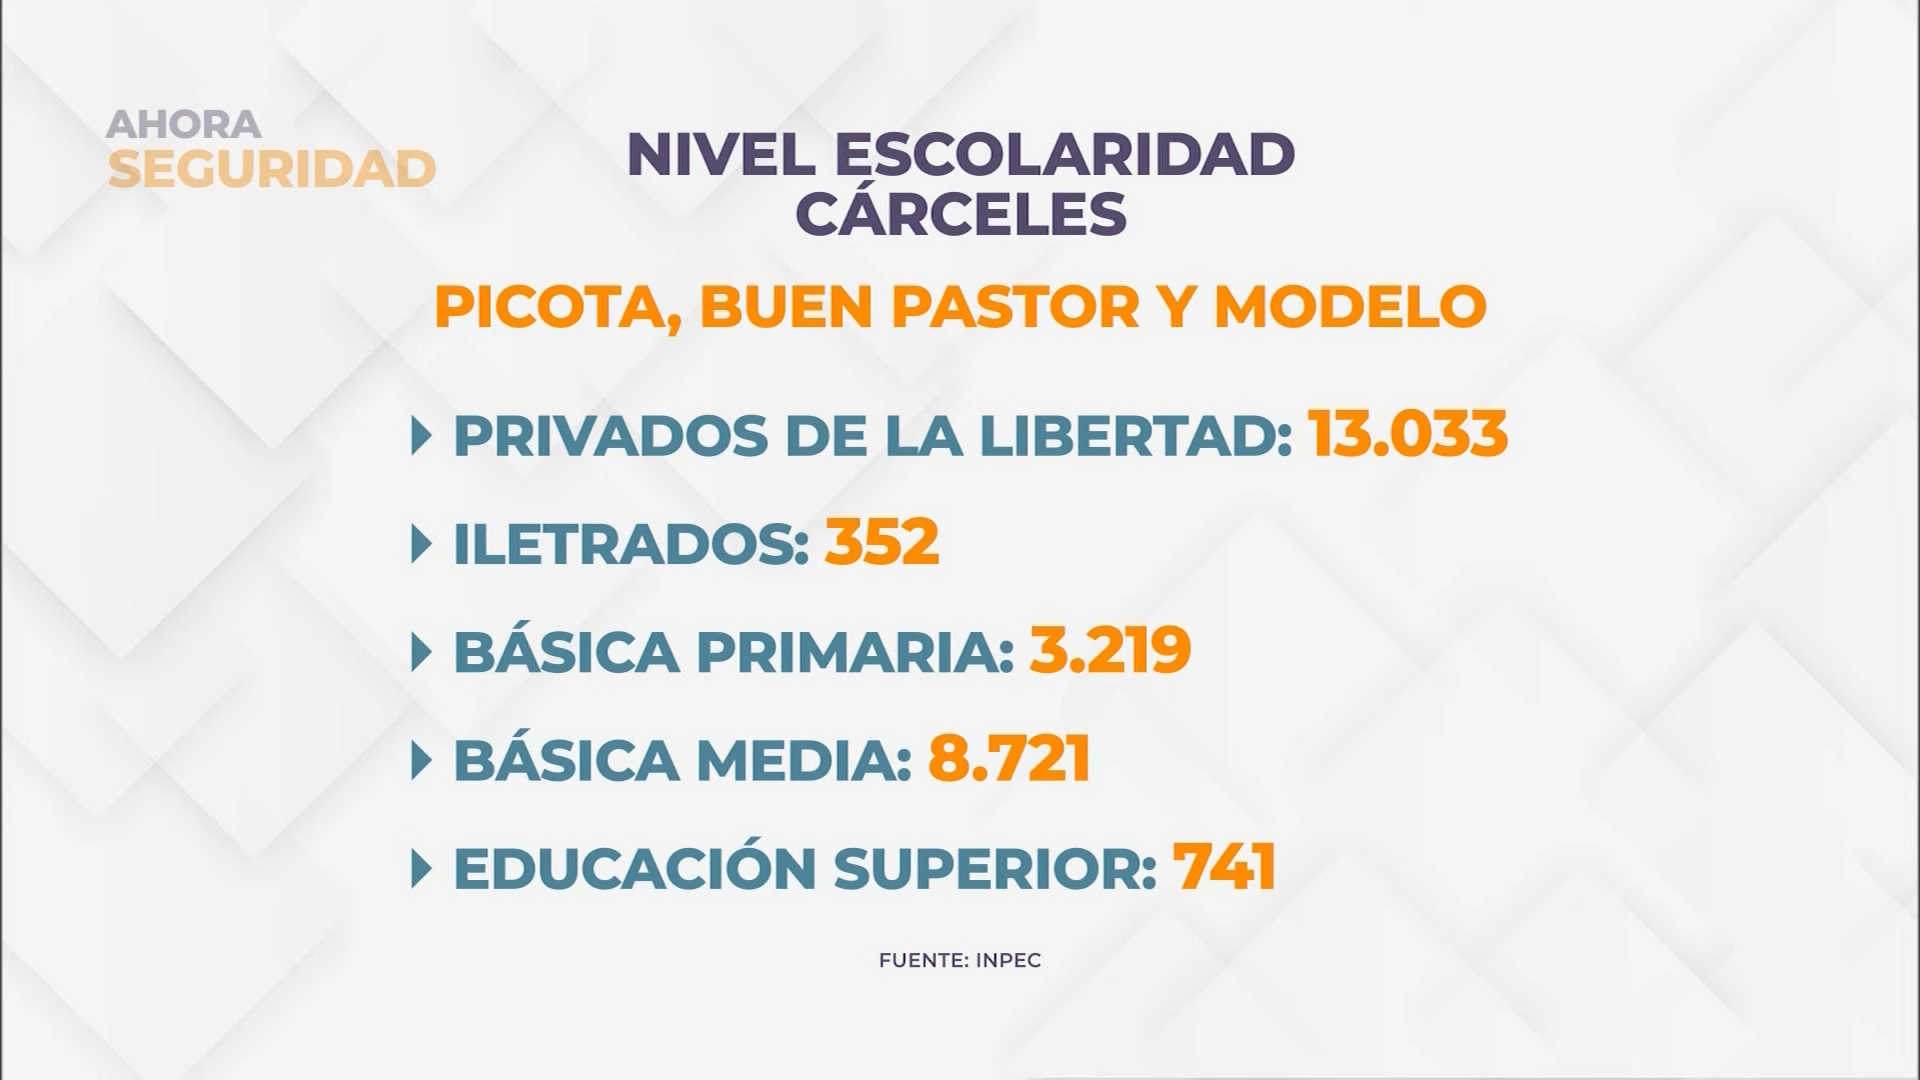 AHORA
SEGURIDAD
NIVEL ESCOLARIDAD
CÁRCELES
PICOTA, BUEN PASTOR Y MODELO
PRIVADOS DE LA LIBERTAD: 13.033
ILETRADOS: 352
BÁSICA PRIMARIA: 3.219
BÁSICA MEDIA: 8.721
EDUCACIÓN SUPERIOR: 741
FUENTE: INPEC